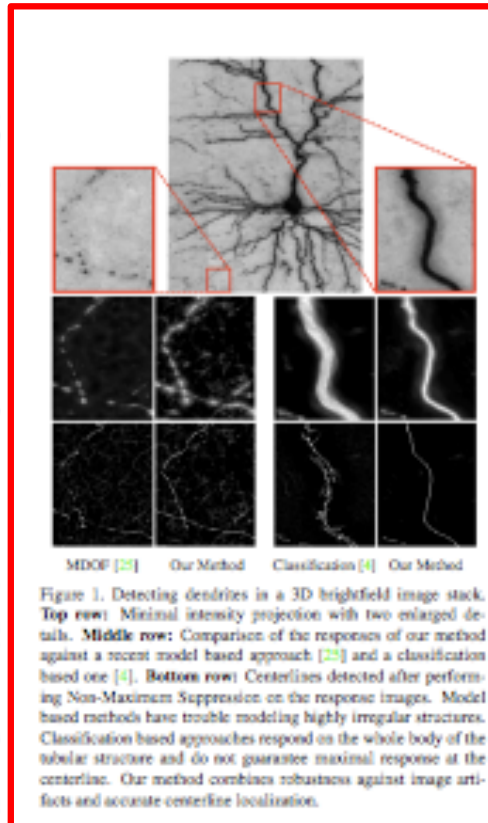 MDOF [25] Our Method Classification [4] Our Method
Figure 1. Detecting dendrites in a 3D brightfield image stack.
Top row: Minimal intensity projection with two enlarged de-
tails. Middle row: Comparison of the responses of our method
against a recent model based approach [25] and a classification
based one [4]. Bottom row: Centerlines detected after perform-
ing Non-Maximum Suppression on the response images. Model
based methods have trouble modeling highly irregular structures.
Classification based approaches respond on the whole body of the
tubular structure and do not guarantee maximal response at the
centerline. Our method combines robustness against image arti-
facts and accurate centerline localization.